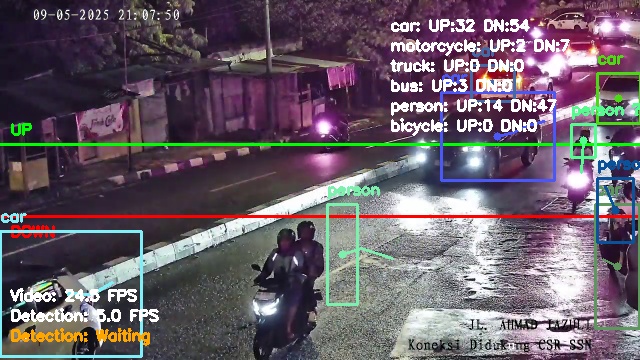 09-05-2025 21:07:50
car: UP:32 DN:54
motorcycle: UP:2 DN:7
truck: UP:0 DN:0
bus: UP:3 DN:0
person: UP:14 DN:47
bicycle: UP:0 DN:0
car
car
UP
person
car
DOWN
Video: 24.6 FPS
Detection: 5.0 FPS
Detection: Waiting
JL. AHMAD YAZULI
CSR SSN